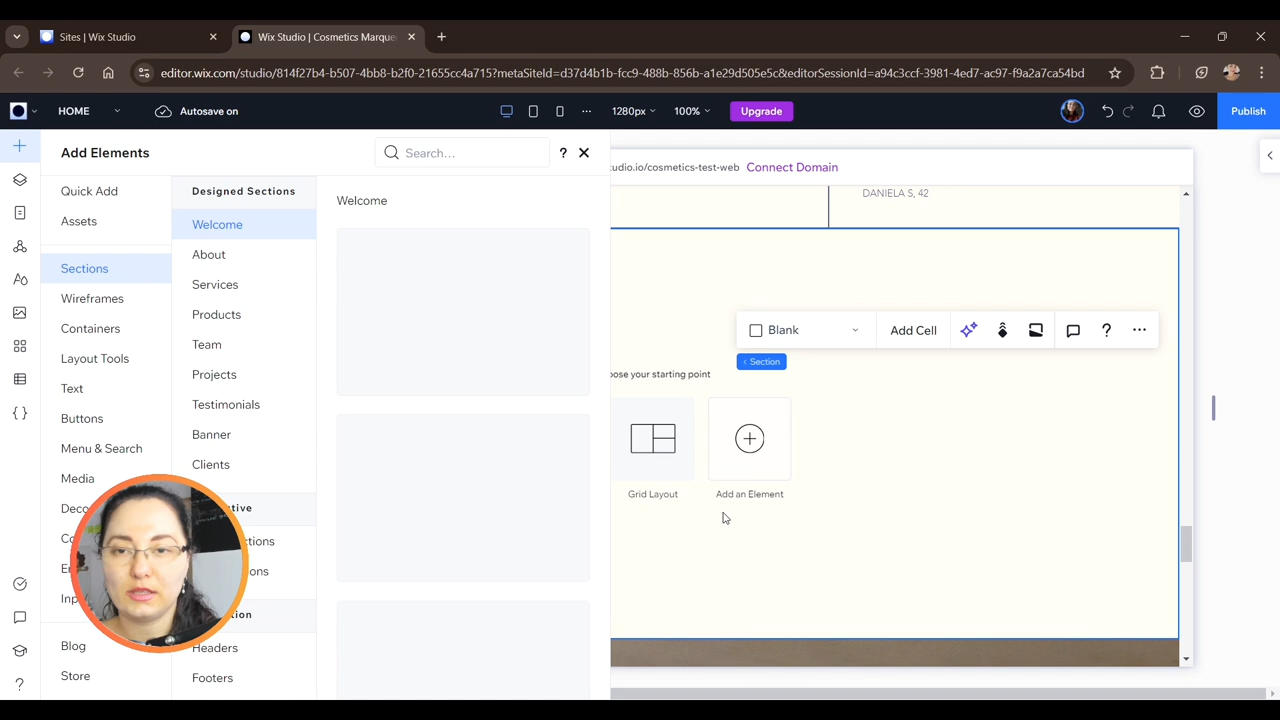 Sites | Wix Studio
Wix Studio | Cosmetics Marque
editor.wix.com/studio/814f27b4-b507-4bb8-b2f0-21655cc4a715?metaSiteId=d37d4b1b-fcc9-488b-856b-a1e29d505e5c&editorSessionId=a94c3ccf-3981-4ed7-ac97-f9a2a7ca54bd
HOME
Autosave on
1280px
100%
Upgrade
Publish
Add Elements
Search...
?
studio.io/cosmetics-test-web
Connect Domain
Quick Add
Assets
Sections
Wireframes
Containers
Layout Tools
Text
Buttons
Menu & Search
Media
Blog
Store
Designed Sections
Welcome
About
Services
Products
Team
Projects
Testimonials
Banner
Clients
Headers
Footers
Welcome
DANIELA S, 42
Blank
Add Cell
?
< Section
oose your starting point
Grid Layout
Add an Element